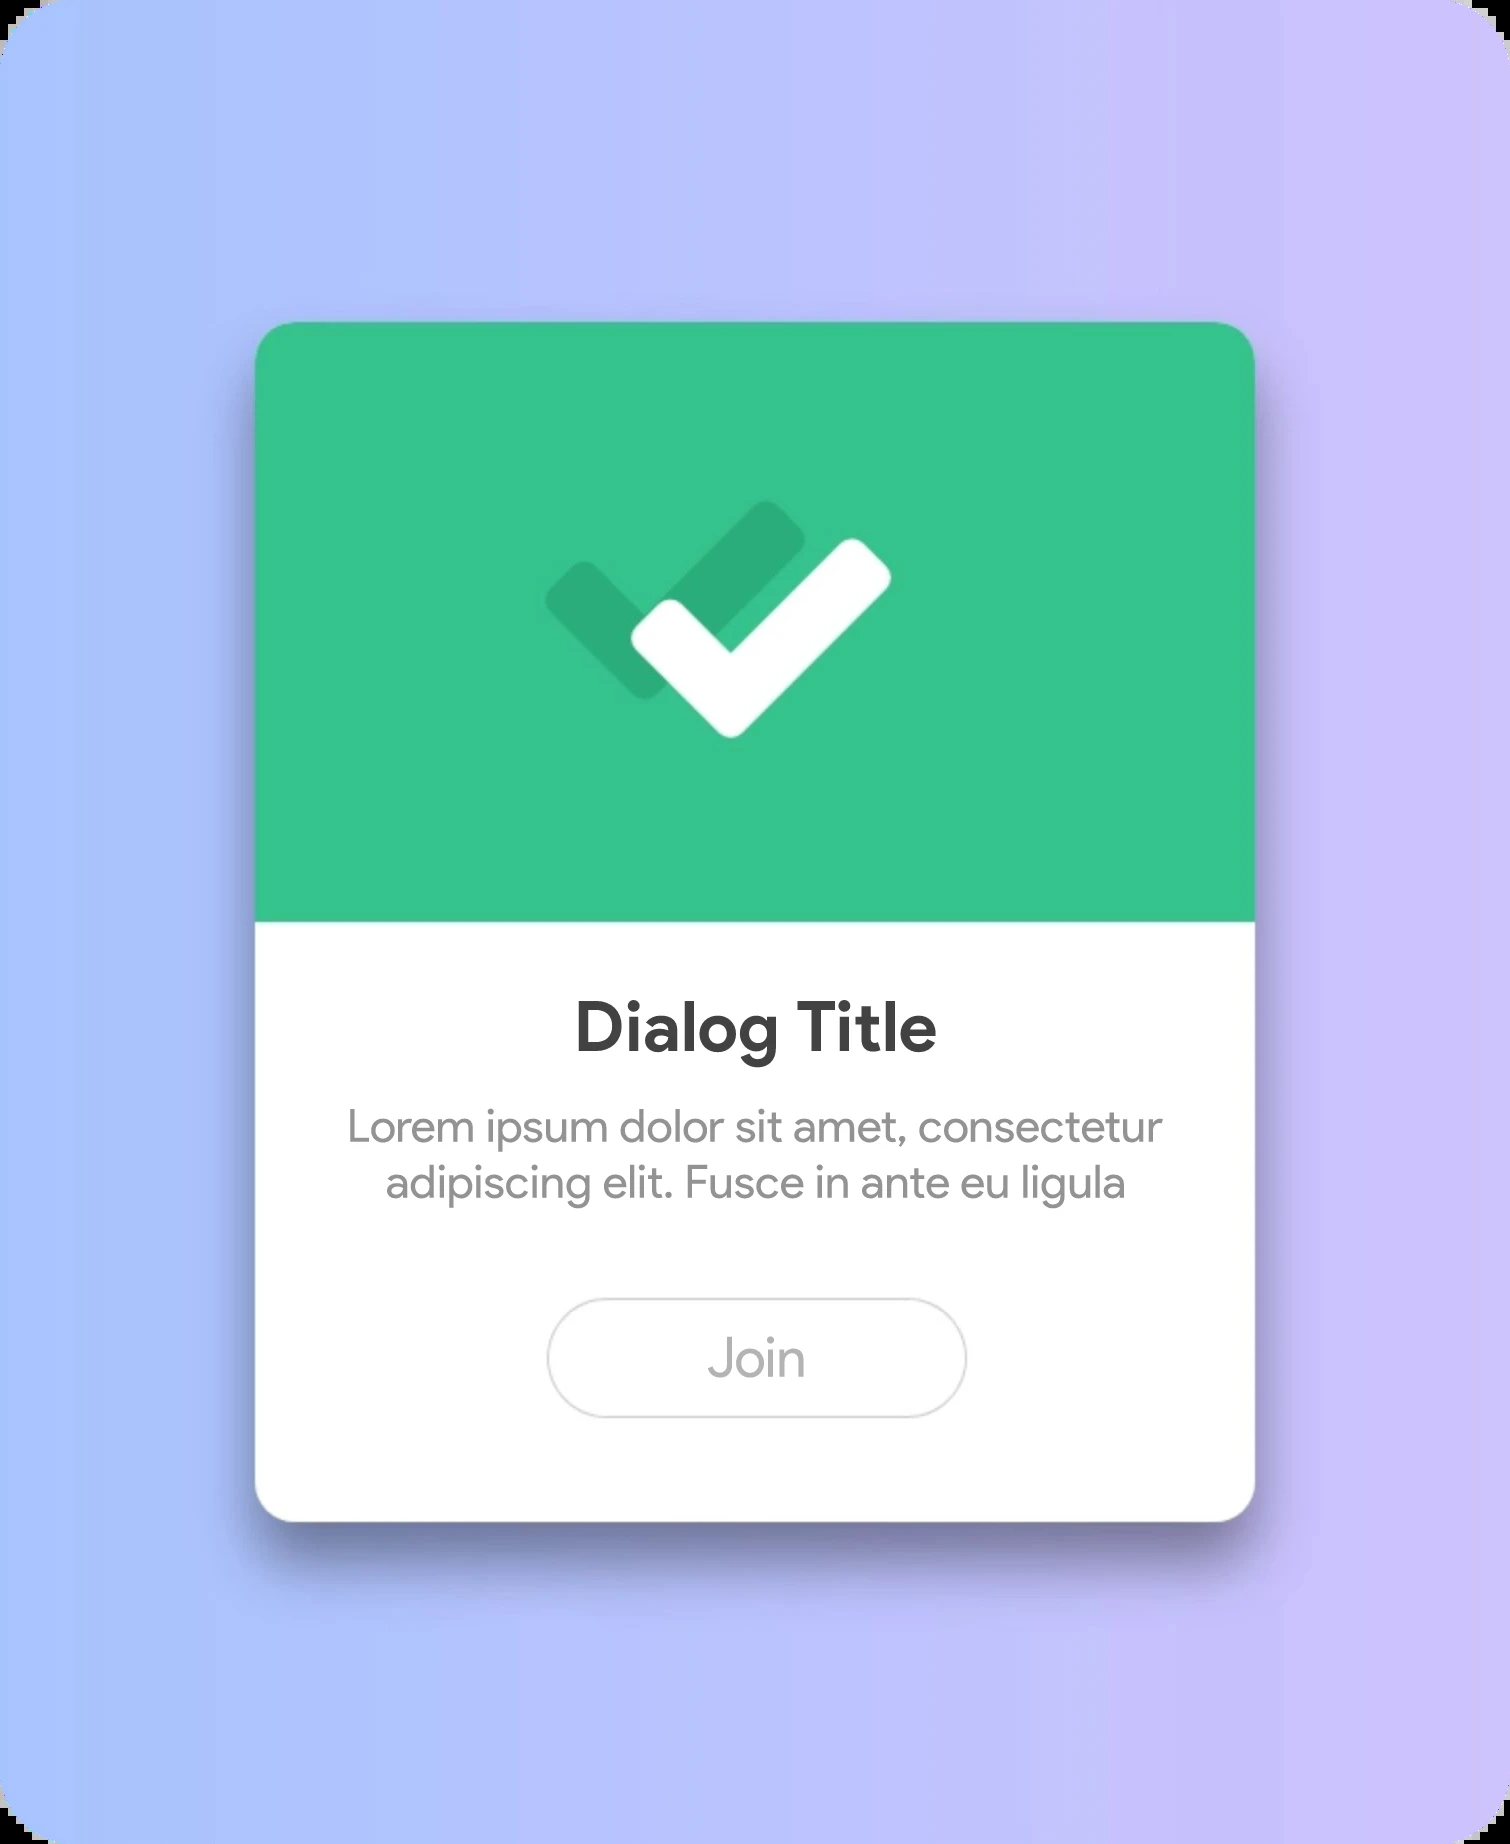 Dialog Title
Lorem ipsum dolor sit amet, consectetur
adipiscing elit. Fusce in ante eu ligula
Join